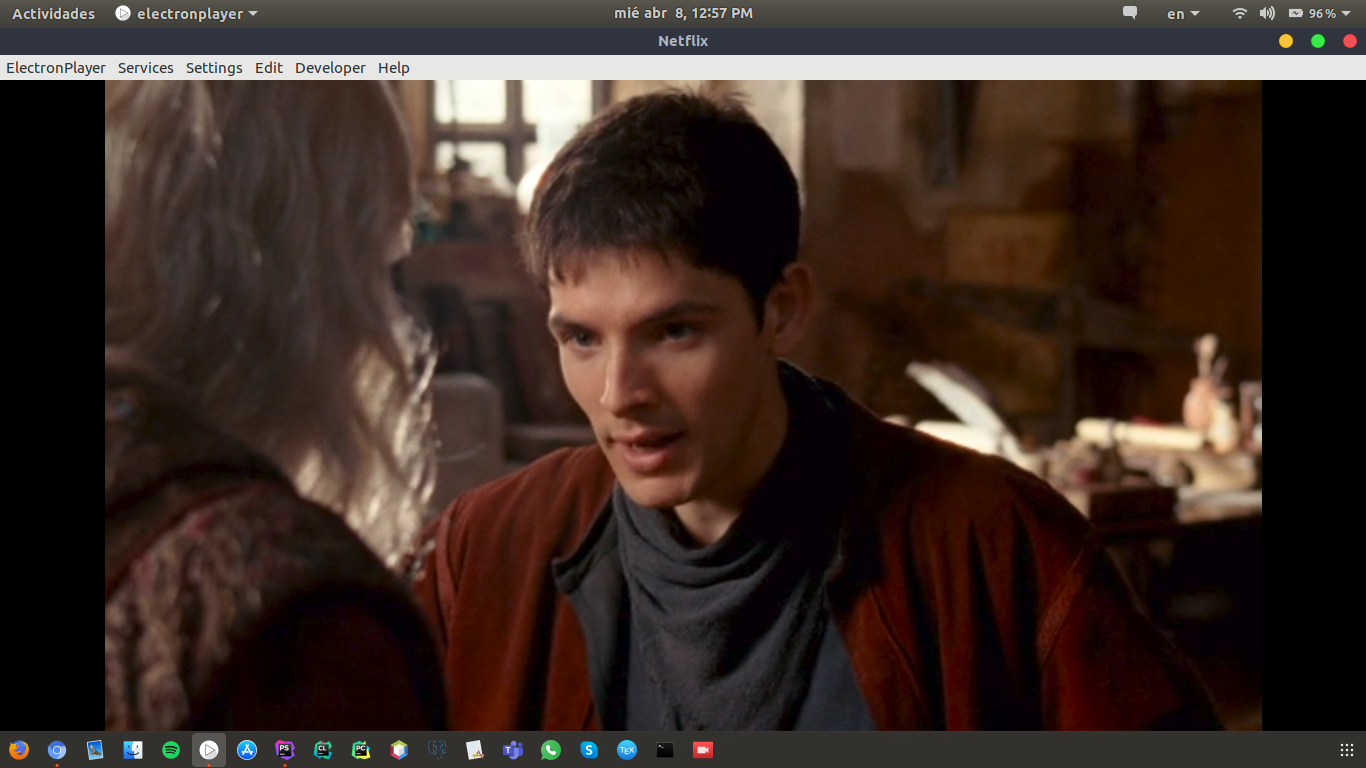 Actividades electronplayer mié abr 8, 12:57 PM en 96 %
Netflix
ElectronPlayer Services Settings Edit Developer Help
PS CL PC S TEX